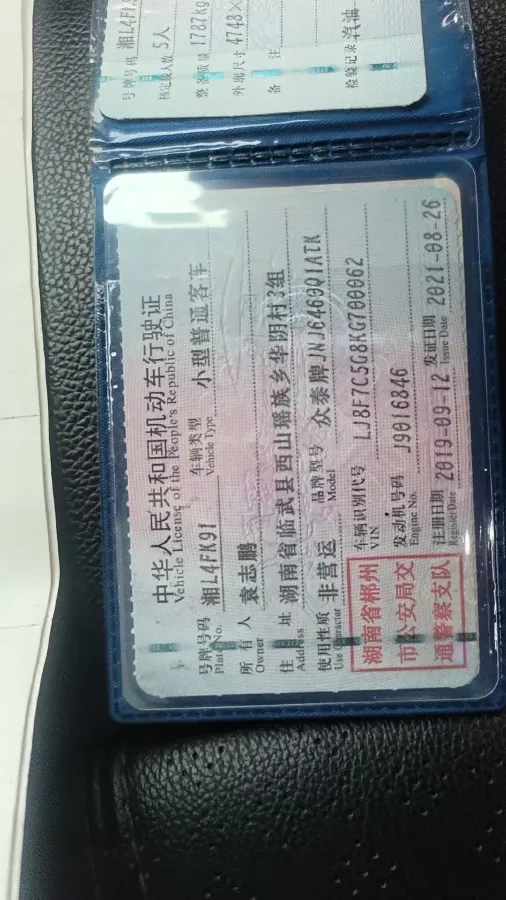 中华人民共和国机动车行驶证
Vehicle License of the People's Republic of China
号牌号码 湘L4FK91 车辆类型 小型普通客车
Plate No. Vehicle Type
所有人 袁志鹏
Owner
住址 湖南省临武县西山瑶族乡华阴村3组
Address
使用性质 非营运 品牌型号 众泰牌JNJ6460QIATK
Use Character Model
湖南省郴州
市公安局交
通警察支队
车辆识别代号 LJ8F7C5G8KG700062
VIN
发动机号码 J9016846
Engine No.
注册日期 2019-09-12 发证日期 2021-08-26
Register Date Issue Date
号牌号码 湘L4FK
核定载人数 5人
整备质量 1787kg
外廓尺寸 4748×
备注
检验记录 汽油